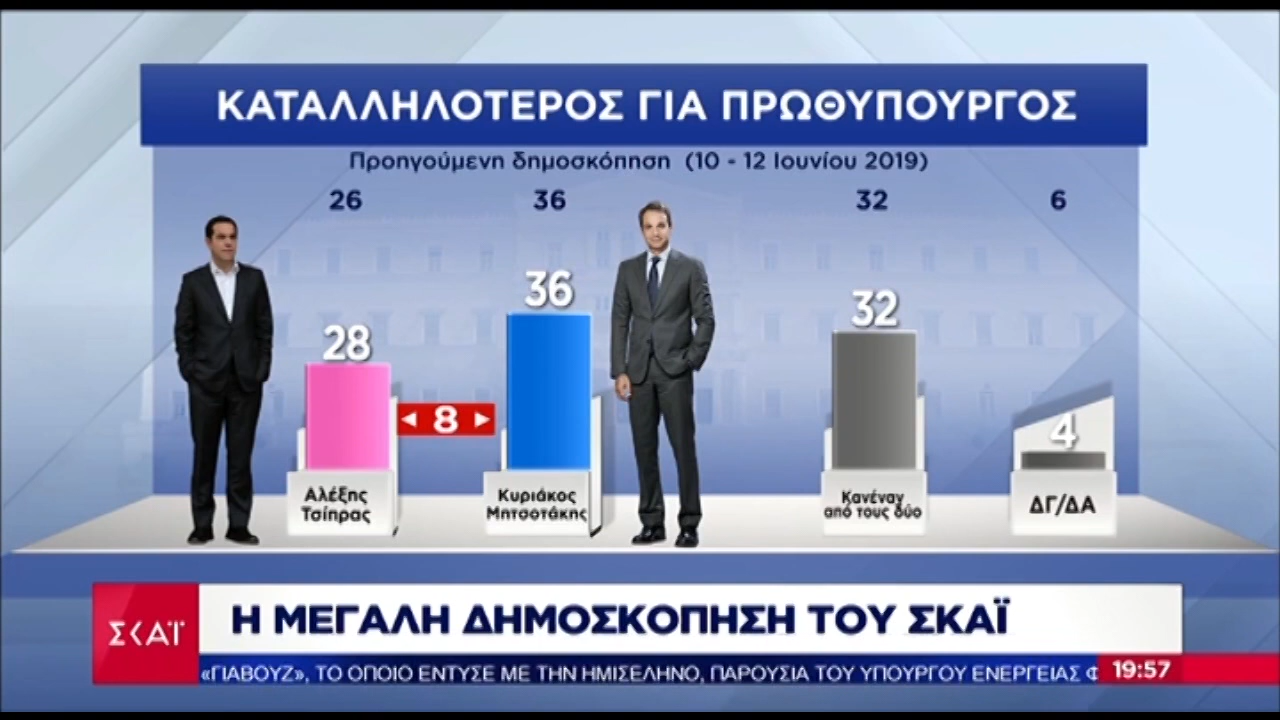 ΚΑΤΑΛΛΗΛΟΤΕΡΟΣ ΓΙΑ ΠΡΩΘΥΠΟΥΡΓΟΣ
Προηγούμενη δημοσκόπηση (10 - 12 Ιουνίου 2019)
26 36 32 6
28 36 32 4
8
Αλέξης Τσίπρας
Κυριάκος Μητσοτάκης
Κανέναν από τους δύο
ΔΓ/ΔΑ
ΣΚΑΪ
Η ΜΕΓΑΛΗ ΔΗΜΟΣΚΟΠΗΣΗ ΤΟΥ ΣΚΑΪ
«ΓΙΑΒΟΥΖ», ΤΟ ΟΠΟΙΟ ΕΝΤΥΣΕ ΜΕ ΤΗΝ ΗΜΙΣΕΛΗΝΟ, ΠΑΡΟΥΣΙΑ ΤΟΥ ΥΠΟΥΡΓΟΥ ΕΝΕΡΓΕΙΑΣ Φ
19:57